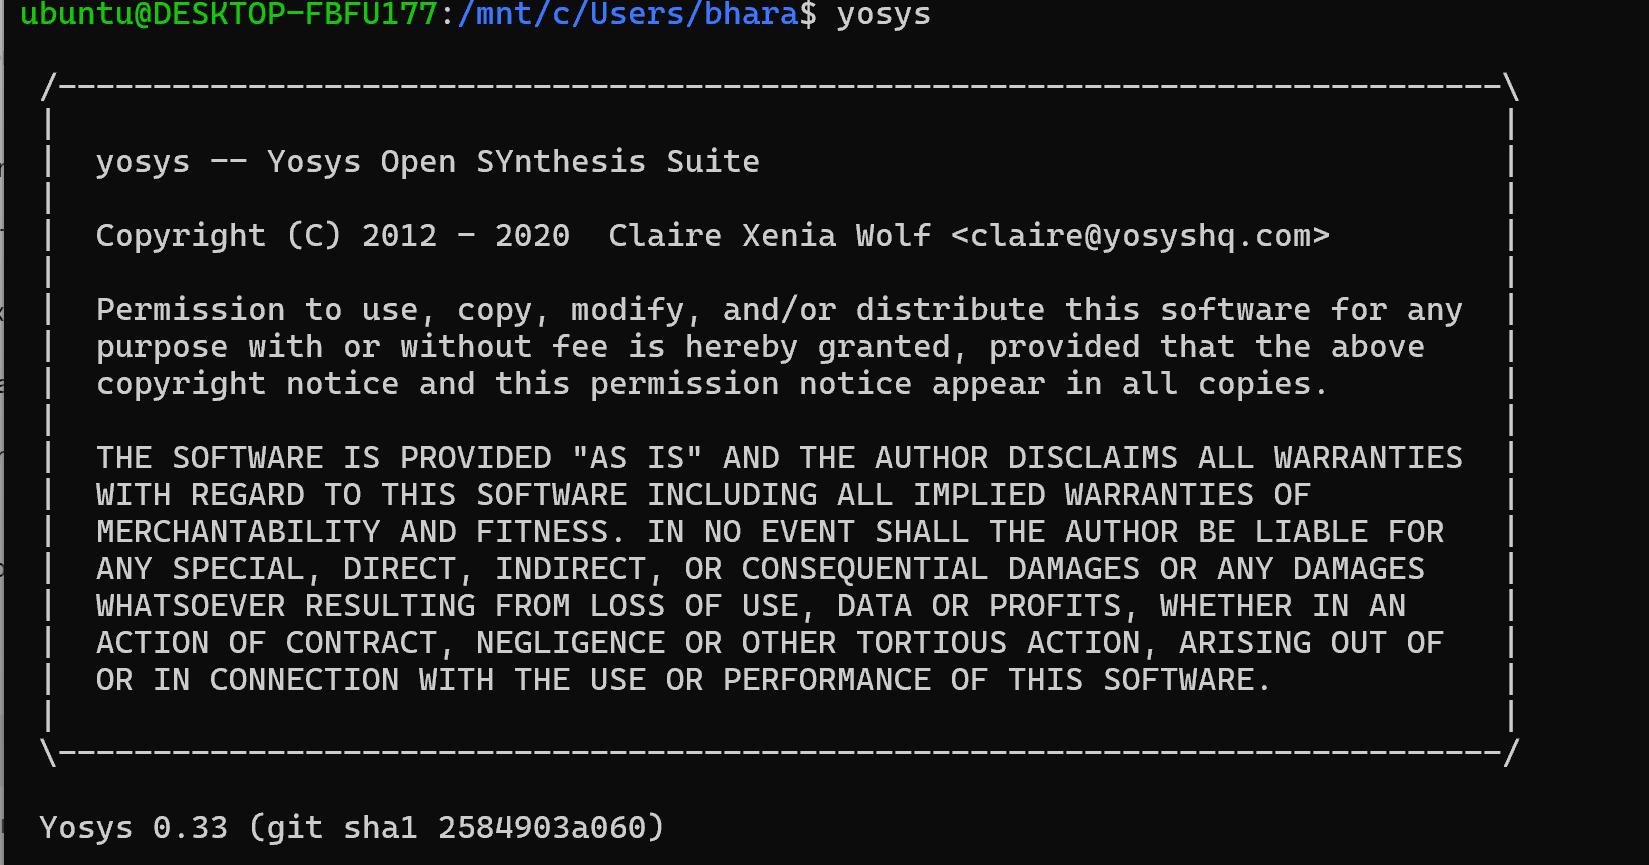 ubuntu@DESKTOP-FBFU177:/mnt/c/Users/bhara$ yosys
/----------------------------------------------------------------------------\
|                                                                            |
|  yosys -- Yosys Open SYnthesis Suite                                       |
|                                                                            |
|  Copyright (C) 2012 - 2020  Claire Xenia Wolf <claire@yosyshq.com>         |
|                                                                            |
|  Permission to use, copy, modify, and/or distribute this software for any  |
|  purpose with or without fee is hereby granted, provided that the above    |
|  copyright notice and this permission notice appear in all copies.         |
|                                                                            |
|  THE SOFTWARE IS PROVIDED "AS IS" AND THE AUTHOR DISCLAIMS ALL WARRANTIES  |
|  WITH REGARD TO THIS SOFTWARE INCLUDING ALL IMPLIED WARRANTIES OF          |
|  MERCHANTABILITY AND FITNESS. IN NO EVENT SHALL THE AUTHOR BE LIABLE FOR   |
|  ANY SPECIAL, DIRECT, INDIRECT, OR CONSEQUENTIAL DAMAGES OR ANY DAMAGES    |
|  WHATSOEVER RESULTING FROM LOSS OF USE, DATA OR PROFITS, WHETHER IN AN     |
|  ACTION OF CONTRACT, NEGLIGENCE OR OTHER TORTIOUS ACTION, ARISING OUT OF   |
|  OR IN CONNECTION WITH THE USE OR PERFORMANCE OF THIS SOFTWARE.            |
|                                                                            |
\----------------------------------------------------------------------------/
Yosys 0.33 (git sha1 2584903a060)